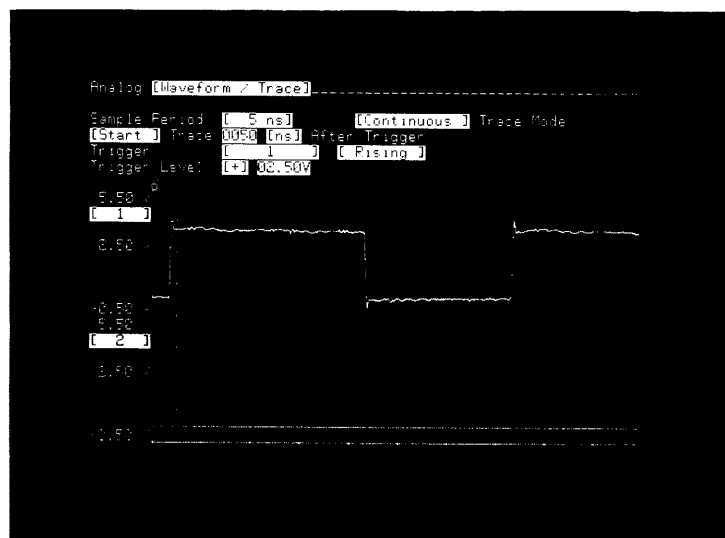 Analog [Waveform / Trace]
Sample Period [ 5 ns] [Continuous ] Trace Mode
[Start ] Trace 0050 [ns] After Trigger
Trigger [ 1 ] [ Rising ]
Trigger Level [+] 02.50V
5.50
[ 1 ]
2.50
-0.50
5.50
[ 2 ]
2.50
-0.50